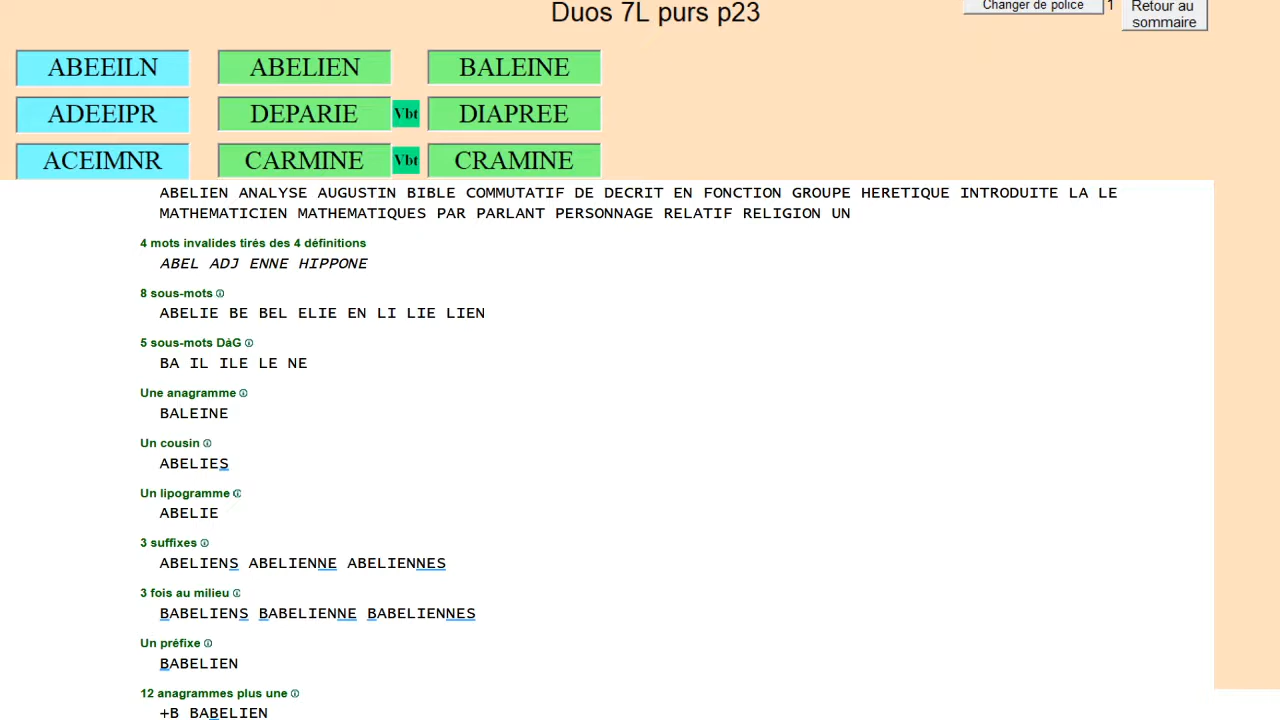 Duos 7L purs p23
Changer de police 1
Retour au
sommaire
ABEEILN ABELIEN BALEINE
ADEEIPR DEPARIE Vbt DIAPREE
ACEIMNR CARMINE Vbt CRAMINE
ABELIEN ANALYSE AUGUSTIN BIBLE COMMUTATIF DE DECRIT EN FONCTION GROUPE HERETIQUE INTRODUITE LA LE
MATHEMATICIEN MATHEMATIQUES PAR PARLANT PERSONNAGE RELATIF RELIGION UN
4 mots invalides tirés des 4 définitions
ABEL ADJ ENNE HIPPONE
8 sous-mots
ABELIE BE BEL ELIE EN LI LIE LIEN
5 sous-mots DàG
BA IL ILE LE NE
Une anagramme
BALEINE
Un cousin
ABELIES
Un lipogramme
ABELIE
3 suffixes
ABELIENS ABELIENNE ABELIENNES
3 fois au milieu
BABELIENS BABELIENNE BABELIENNES
Un préfixe
BABELIEN
12 anagrammes plus une
+B BABELIEN